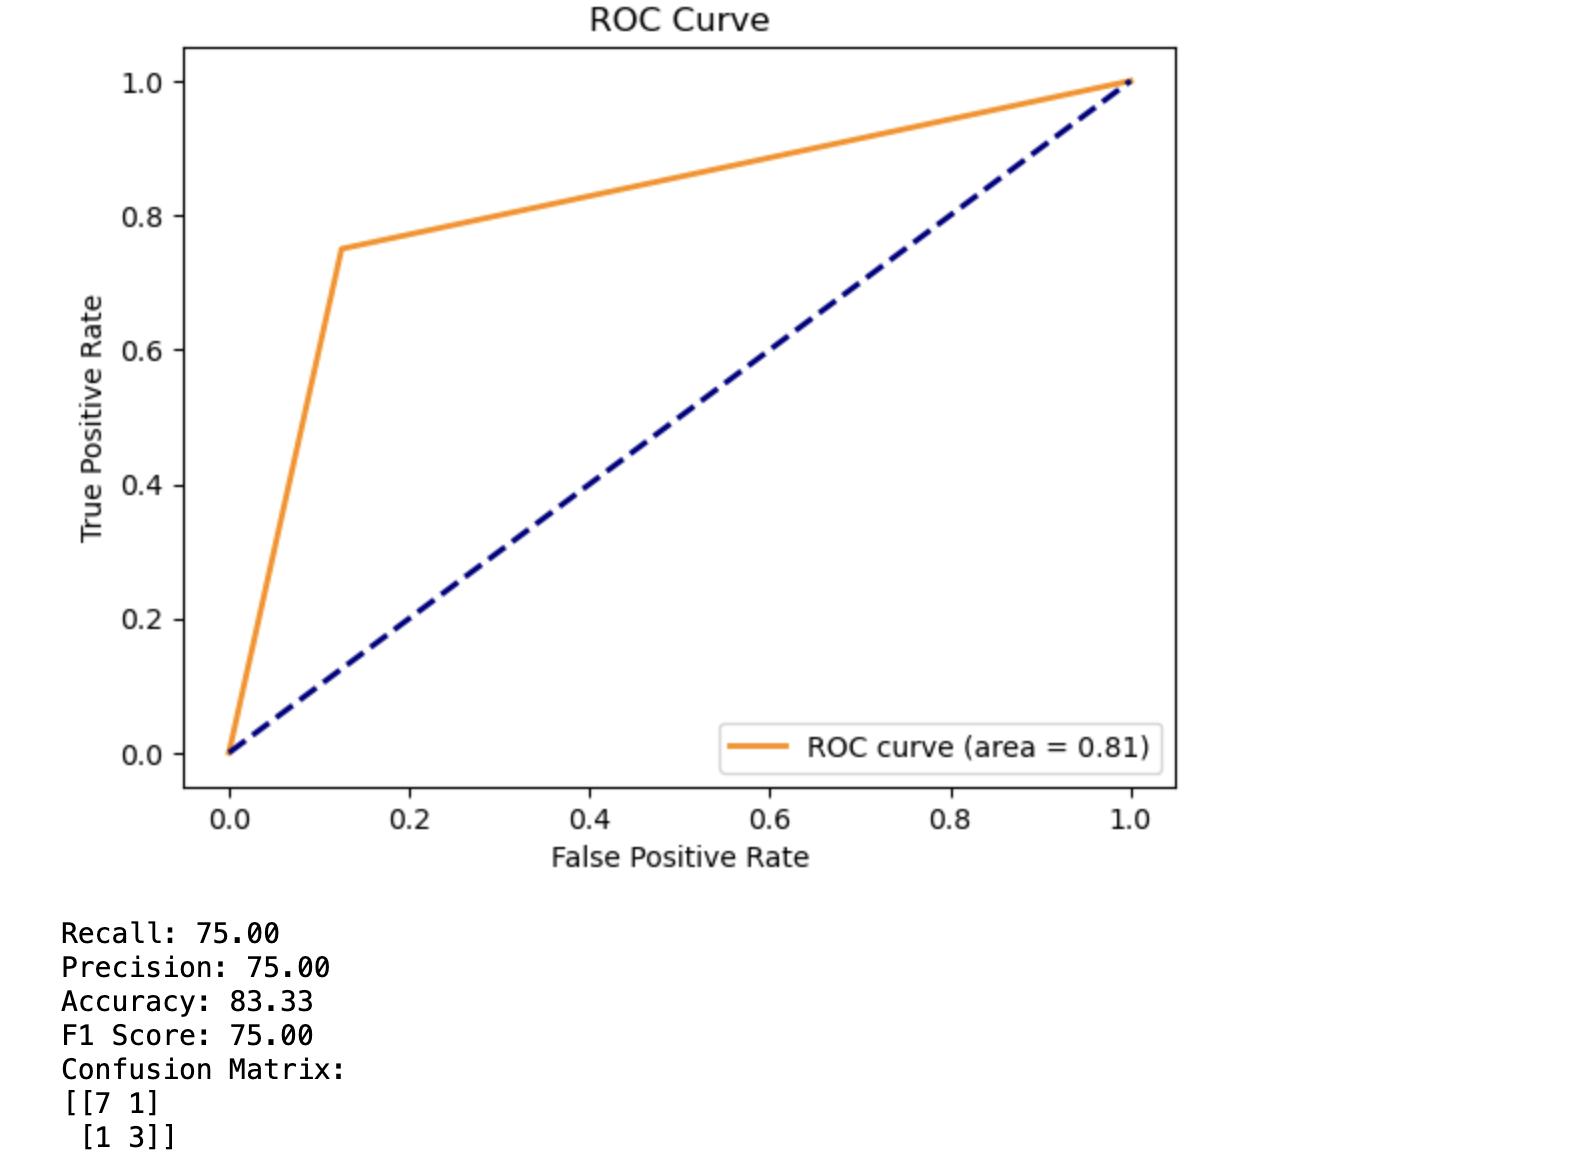 ROC Curve
1.0
0.8
0.6
0.4
0.2
0.0
True Positive Rate
ROC curve (area = 0.81)
0.0 0.2 0.4 0.6 0.8 1.0
False Positive Rate
Recall: 75.00
Precision: 75.00
Accuracy: 83.33
F1 Score: 75.00
Confusion Matrix:
[[7 1]
 [1 3]]